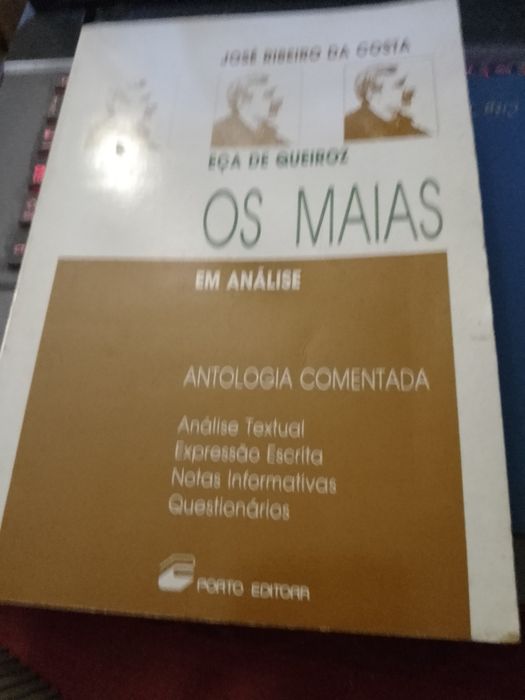 JOSÉ RIBEIRO DA COSTA
EÇA DE QUEIROZ
OS MAIAS
EM ANÁLISE
ANTOLOGIA COMENTADA
Análise Textual
Expressão Escrita
Notas Informativas
Questionários
PORTO EDITORA